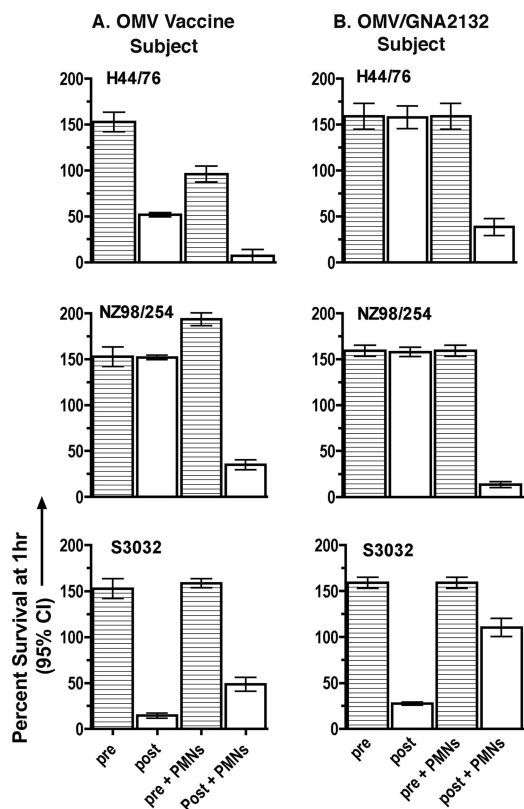 A. OMV Vaccine
Subject
B. OMV/GNA2132
Subject
H44/76
200
150
100
50
0
H44/76
200
150
100
50
0
NZ98/254
200
150
100
50
0
NZ98/254
200
150
100
50
0
S3032
200
150
100
50
0
S3032
200
150
100
50
0
Percent Survival at 1hr
(95% CI)
pre
post
pre + PMNs
Post + PMNs
pre
post
pre + PMNs
post + PMNs